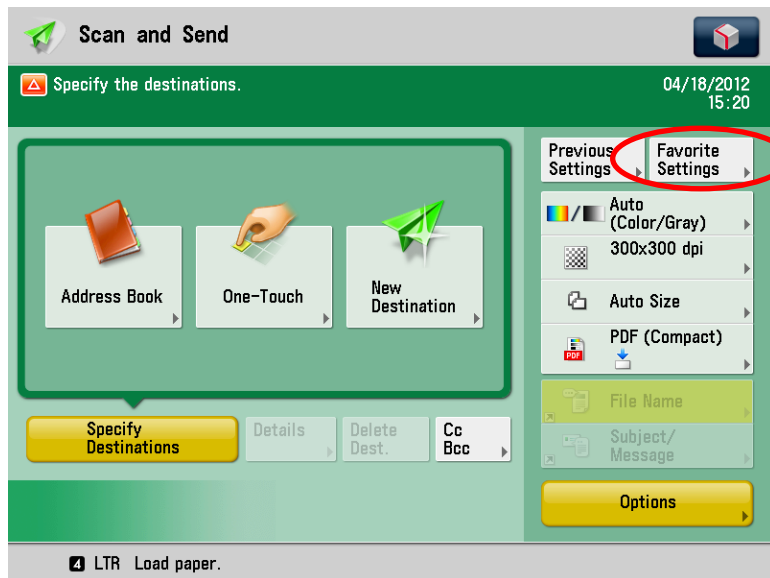 Scan and Send
Specify the destinations.
04/18/2012
15:20
Previous
Settings
Favorite
Settings
Address Book
One-Touch
New
Destination
Auto
(Color/Gray)
300x300 dpi
Auto Size
PDF (Compact)
PDF
File Name
Subject/
Message
Specify
Destinations
Details
Delete
Dest.
Cc
Bcc
Options
4 LTR Load paper.